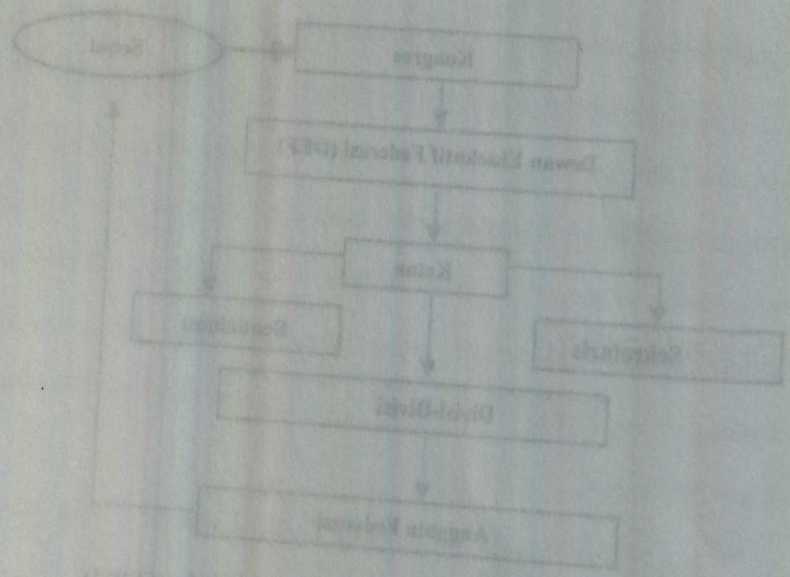 Kongres
Dewan Eksekutif Federasi (DEF)
Ketua
Bendahara
Sekretaris
Divisi-Divisi
Anggota Federasi